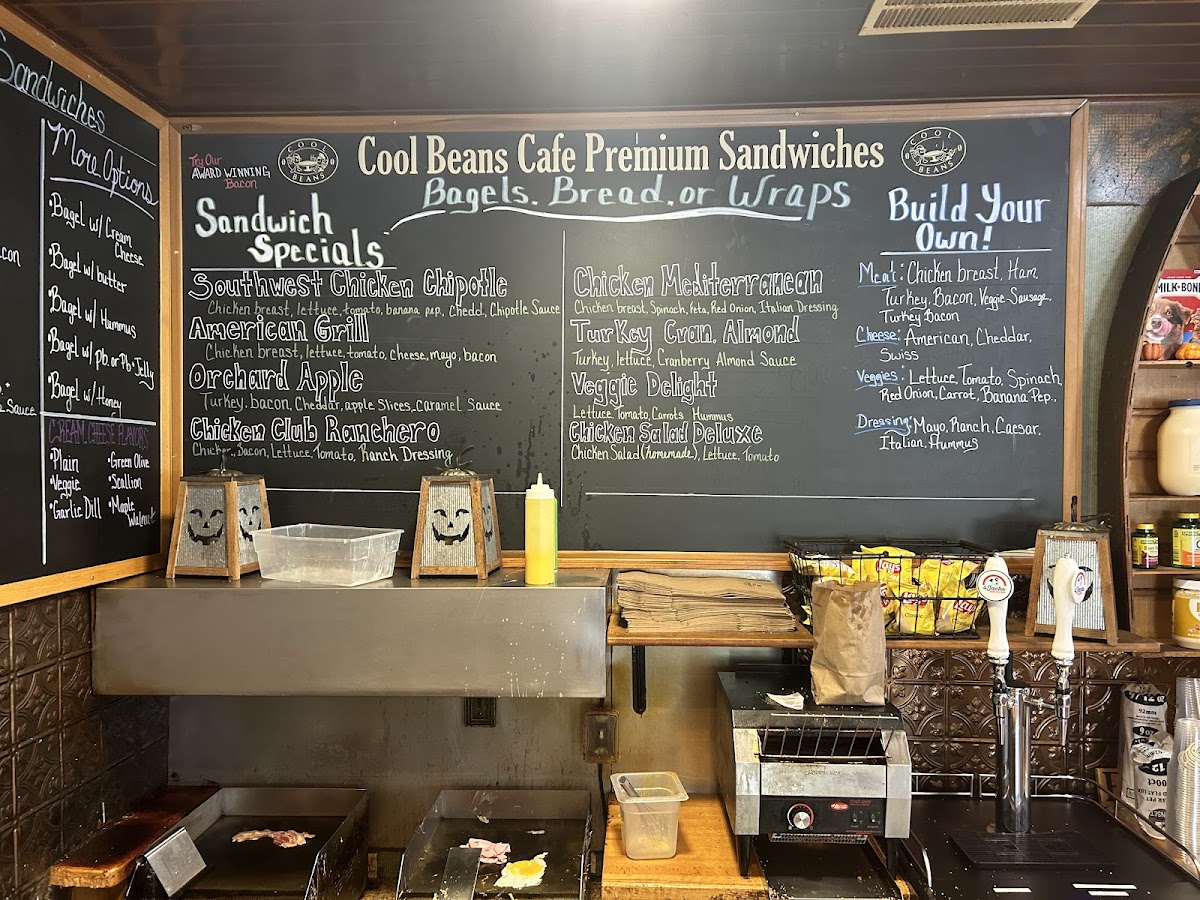 Sandwiches
More Options
•Bagel w/ Cream
Cheese
•Bagel w/ butter
•Bagel w/ Hummus
•Bagel w/ pb. or Pb•Jelly
•Bagel w/ Honey
CREAM CHEESE FLAVORS
•Plain
•Veggie
•Garlic Dill
•Green Olive
•Scallion
•Maple
Walnut
Sauce
Try Our
AWARD WINNING
Bacon
COOL
BEANS
Cool Beans Cafe Premium Sandwiches
COOL
BEANS
Bagels, Bread, or Wraps
Sandwich
Specials
Southwest Chicken Chipotle
Chicken breast, lettuce, tomato, banana pep., Chedd., Chipotle Sauce
American Grill
Chicken breast, lettuce, tomato, Cheese, mayo, bacon
Orchard Apple
Turkey, bacon, Cheddar, apple slices, Caramel Sauce
Chicken Club Ranchero
Chicken, Bacon, Lettuce, Tomato, Ranch Dressing
Chicken Mediterranean
Chicken breast, Spinach, feta, Red Onion, Italian Dressing
Turkey Cran. Almond
Turkey, lettuce, Cranberry Almond Sauce
Veggie Delight
Lettuce, Tomato, Carrots Hummus
Chicken Salad Deluxe
Chicken Salad (homemade), Lettuce, Tomato
Build Your
Own!
Meat: Chicken breast, Ham
Turkey, Bacon, Veggie-Sausage,
Turkey Bacon
Cheese: American, Cheddar,
Swiss
Veggies: Lettuce, Tomato, Spinach,
Red Onion, Carrot, Banana Pep.,
Dressing: Mayo, Ranch, Caesar,
Italian, Hummus
MILK-BONE
Lay's
Lay's